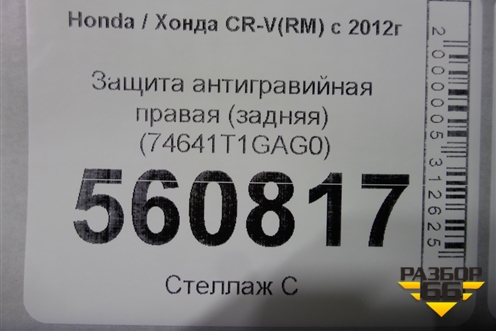 Honda / Хонда CR-V(RM) с 2012г
Защита антигравийная
правая (задняя)
(74641T1GAG0)
560817
Стеллаж С
2000005312625
РАЗБОР
66